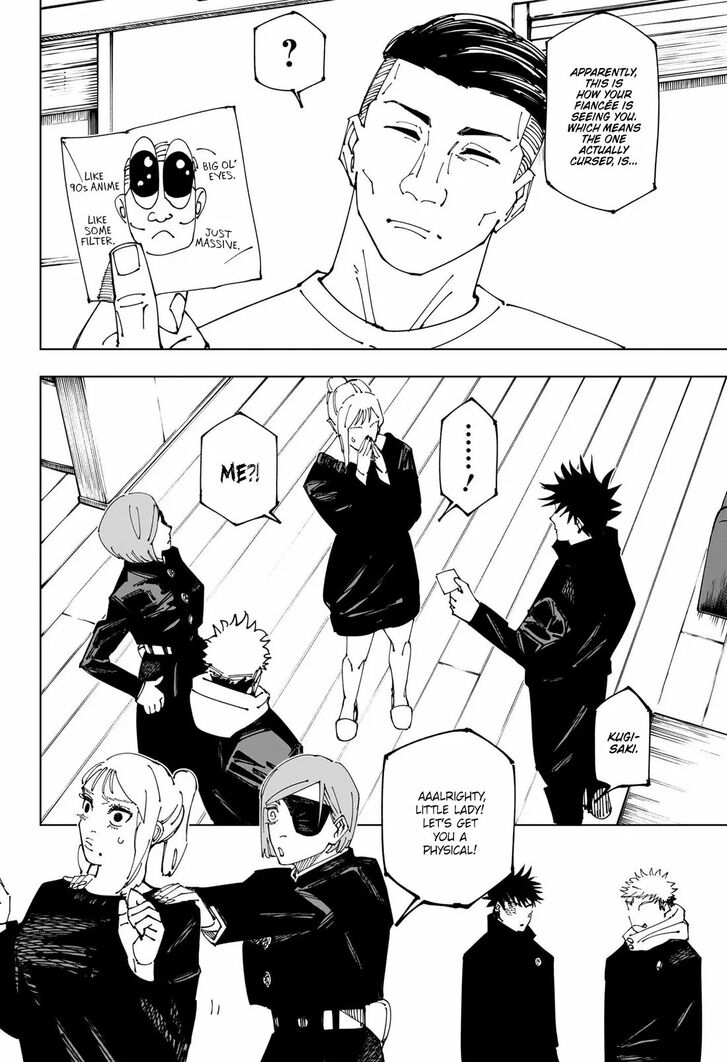 APPARENTLY,
THIS IS
HOW YOUR
FIANCÉE IS
SEEING YOU.
WHICH MEANS
THE ONE
ACTUALLY
CURSED, IS...
?
LIKE
90s ANIME
BIG OL'
EYES.
LIKE
SOME
FILTER.
JUST
MASSIVE.
......!
ME?!
KUGI-
SAKI.
AAALRIGHTY,
LITTLE LADY!
LET'S GET
YOU A
PHYSICAL!